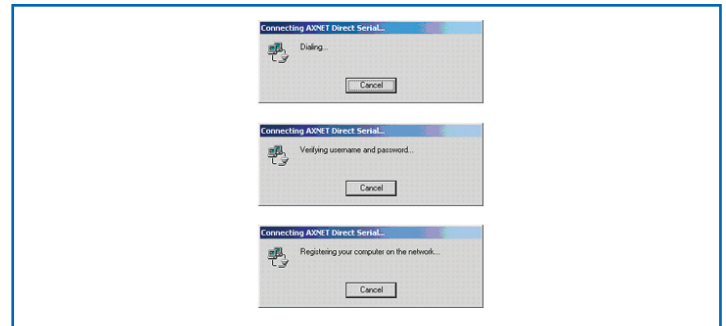 Connecting AXNET Direct Serial...
Dialing...
Cancel
Connecting AXNET Direct Serial...
Verifying username and password...
Cancel
Connecting AXNET Direct Serial...
Registering your computer on the network...
Cancel